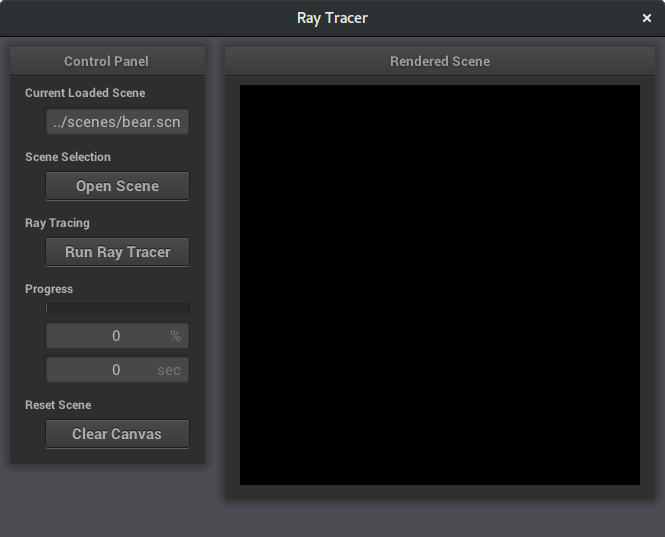 Ray Tracer
Control Panel
Current Loaded Scene
../scenes/bear.scn
Scene Selection
Open Scene
Ray Tracing
Run Ray Tracer
Progress
0 %
0 sec
Reset Scene
Clear Canvas
Rendered Scene